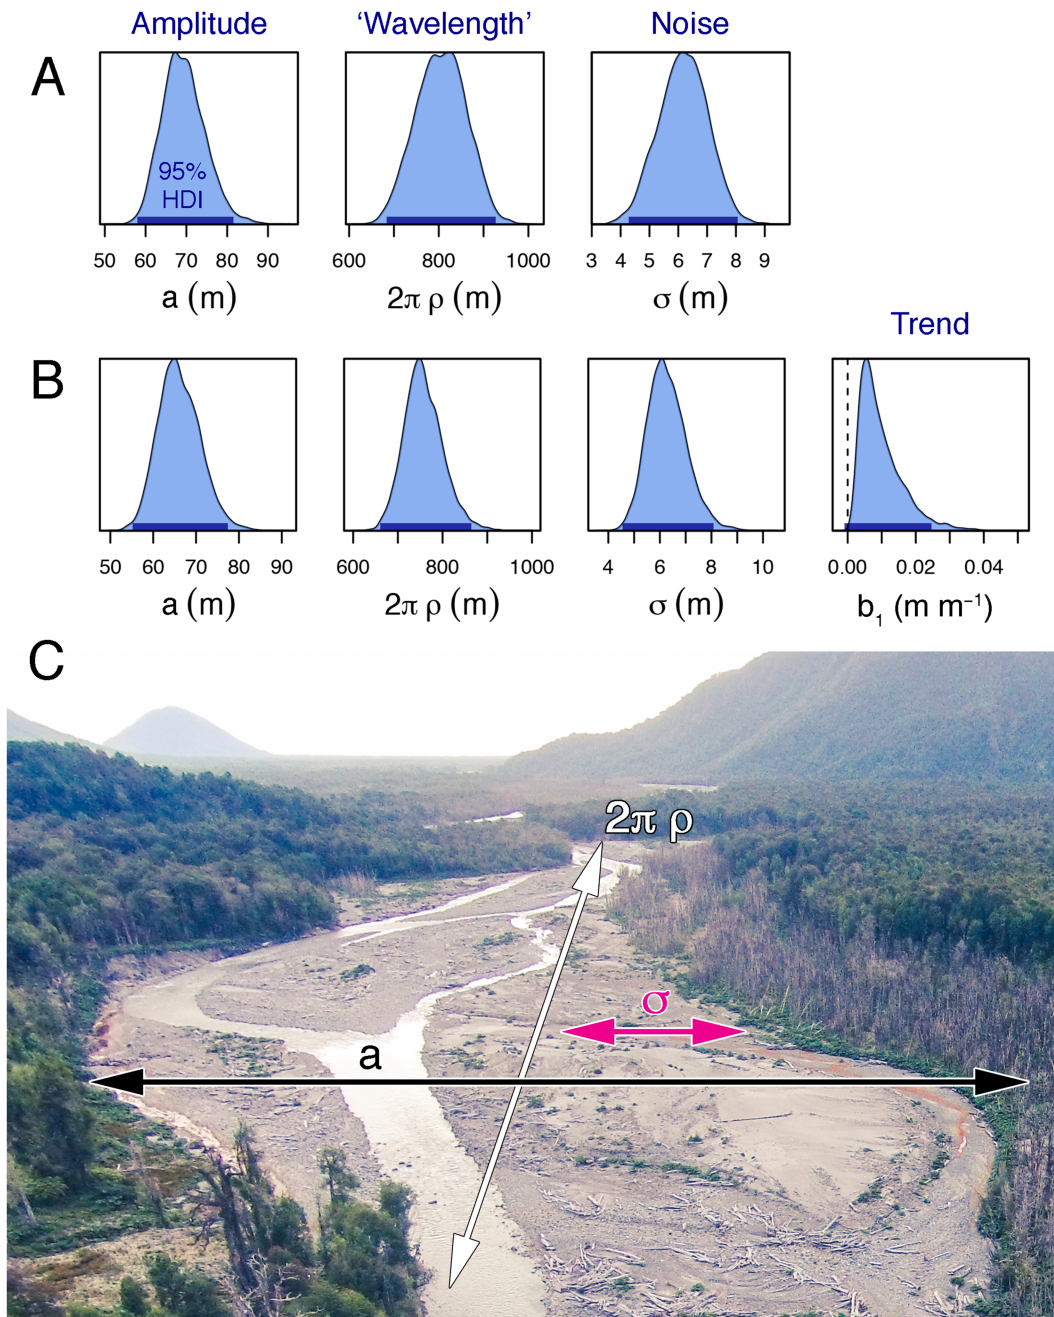 Amplitude
‘Wavelength’
Noise
A
95%
HDI
50 60 70 80 90
600 800 1000
3 4 5 6 7 8 9
a (m)
2π ρ (m)
σ (m)
Trend
B
50 60 70 80 90
600 800 1000
4 6 8 10
0.00 0.02 0.04
a (m)
2π ρ (m)
σ (m)
b₁ (m m⁻¹)
C
2π ρ
σ
a